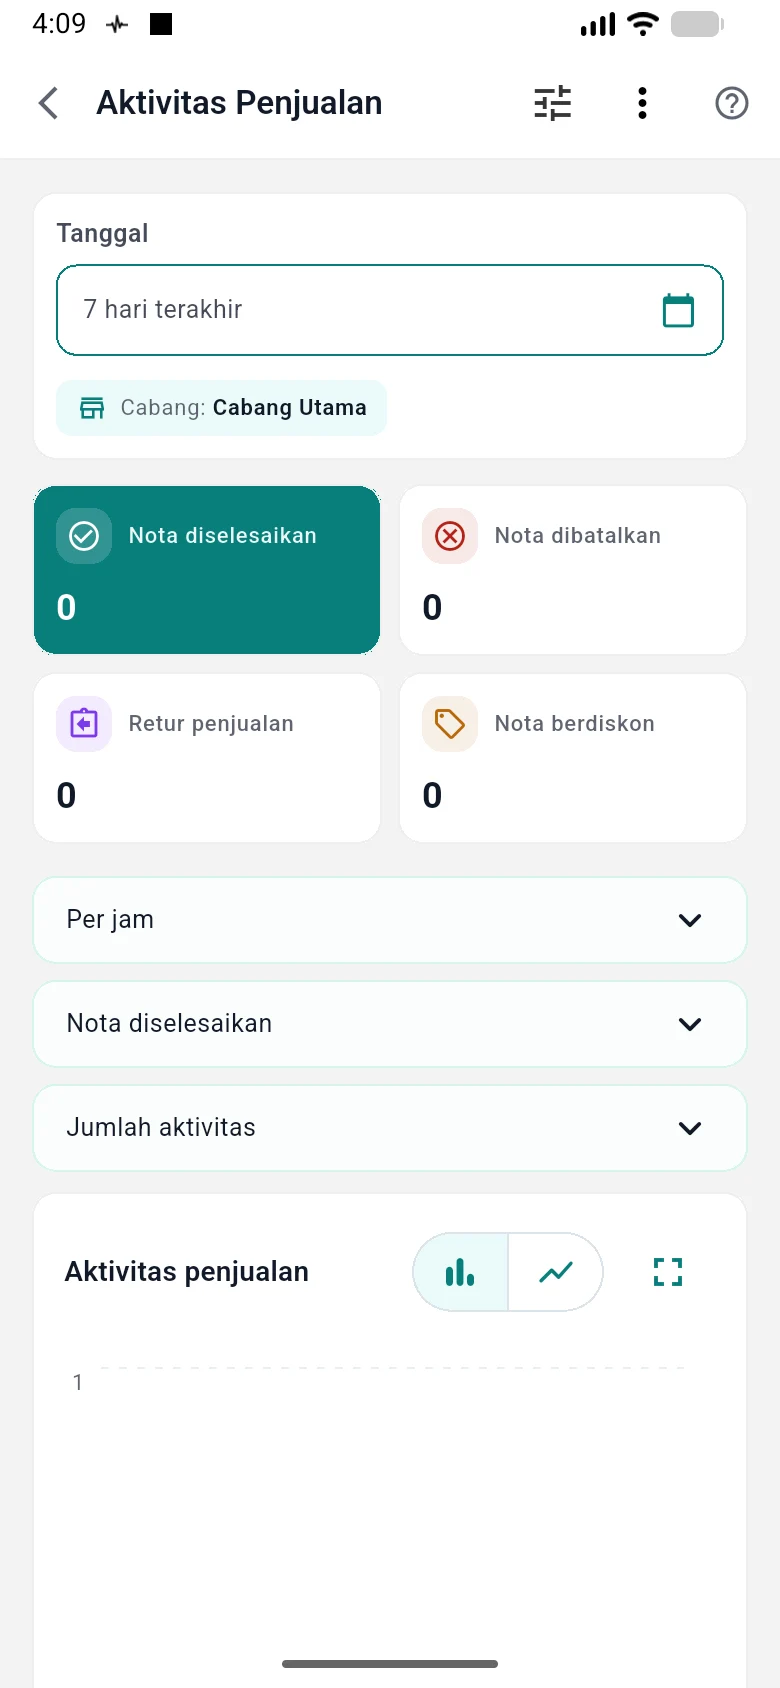 4:09
Aktivitas Penjualan
Tanggal
7 hari terakhir
Cabang: Cabang Utama
Nota diselesaikan
0
Nota dibatalkan
0
Retur penjualan
0
Nota berdiskon
0
Per jam
Nota diselesaikan
Jumlah aktivitas
Aktivitas penjualan
1